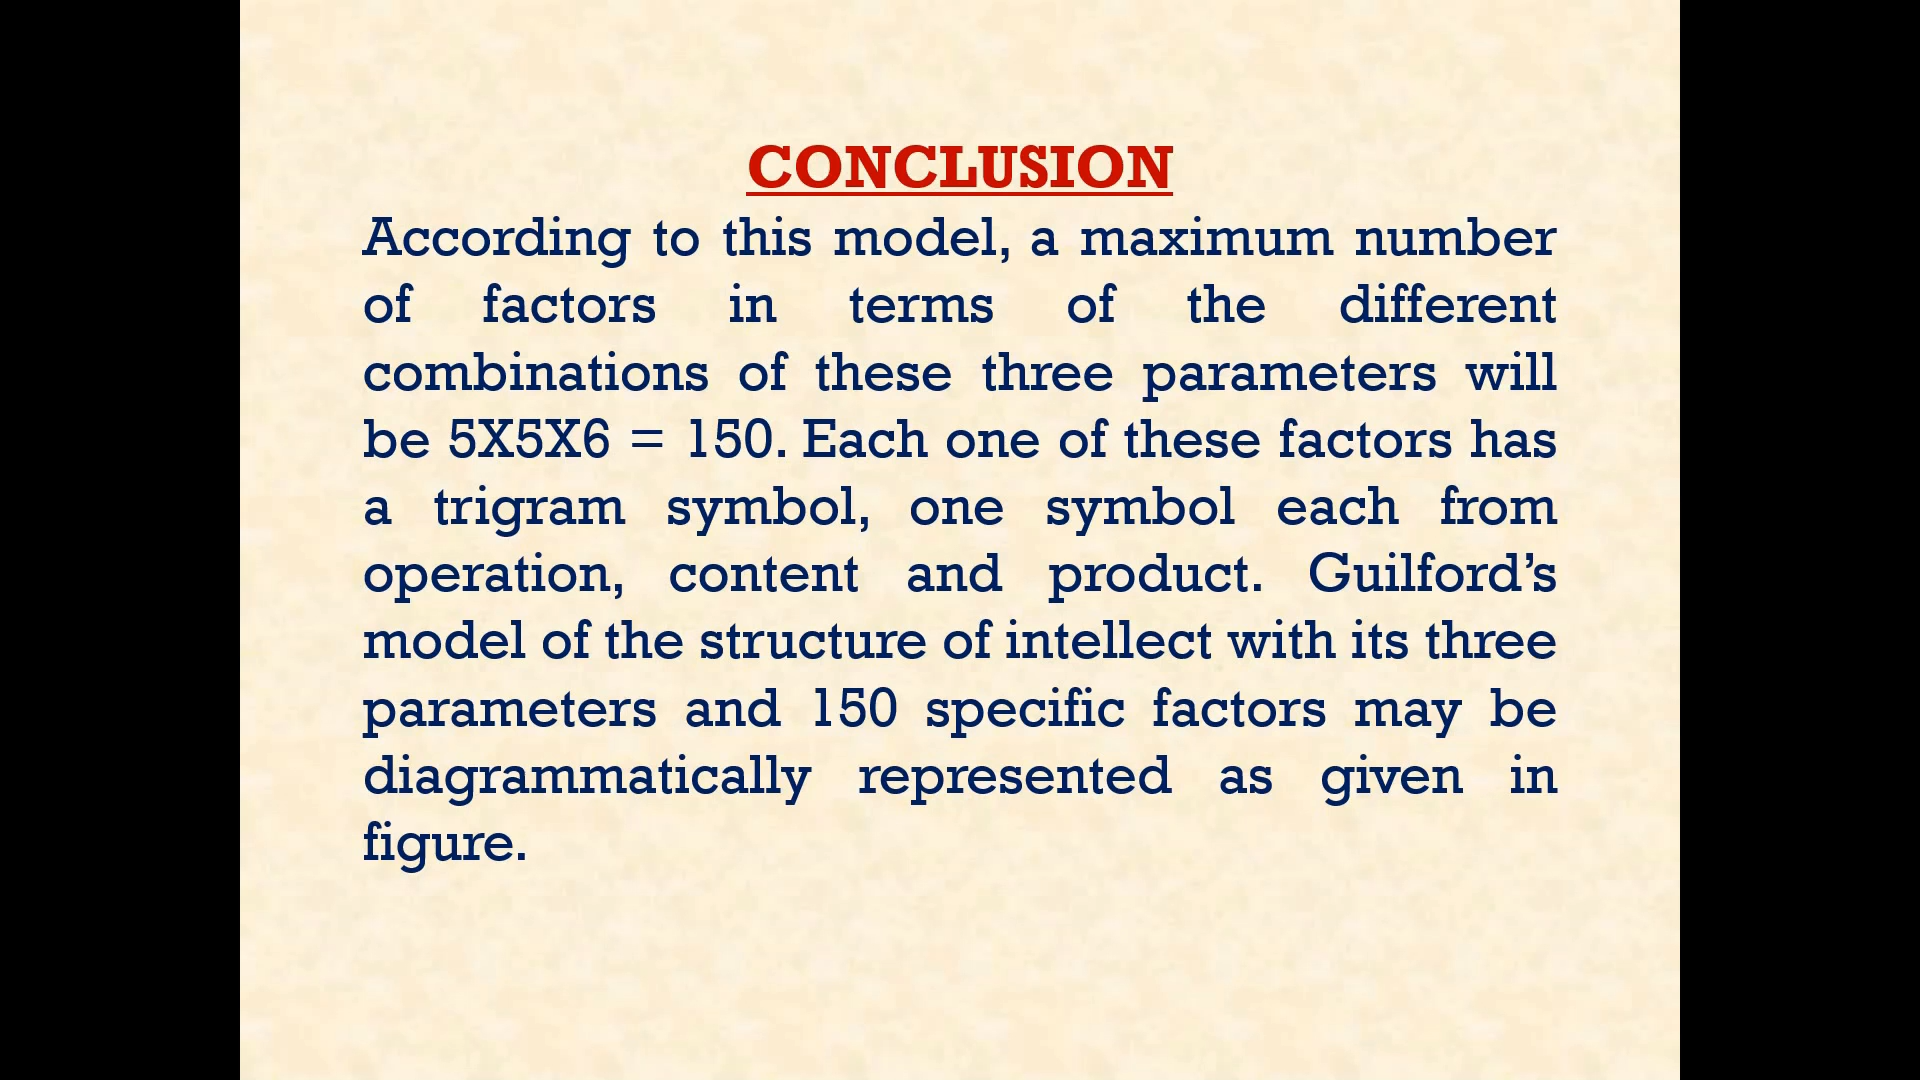 CONCLUSION
According to this model, a maximum number
of factors in terms of the different
combinations of these three parameters will
be 5X5X6 = 150. Each one of these factors has
a trigram symbol, one symbol each from
operation, content and product. Guilford’s
model of the structure of intellect with its three
parameters and 150 specific factors may be
diagrammatically represented as given in
figure.